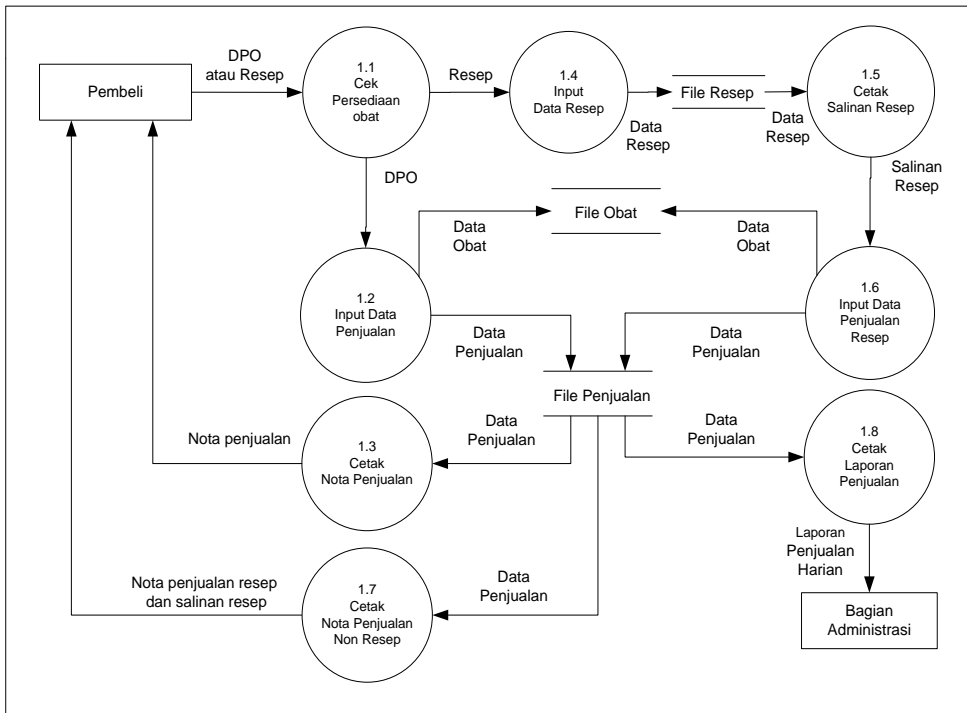 Pembeli
DPO
atau Resep
1.1
Cek
Persediaan
obat
Resep
1.4
Input
Data Resep
Data
Resep
File Resep
Data
Resep
1.5
Cetak
Salinan Resep
Salinan
Resep
DPO
Data
Obat
File Obat
Data
Obat
1.2
Input Data
Penjualan
Data
Penjualan
1.6
Input Data
Penjualan
Resep
Data
Penjualan
File Penjualan
Nota penjualan
1.3
Cetak
Nota Penjualan
Data
Penjualan
Data
Penjualan
1.8
Cetak
Laporan
Penjualan
Laporan
Penjualan
Harian
Nota penjualan resep
dan salinan resep
1.7
Cetak
Nota Penjualan
Non Resep
Data
Penjualan
Bagian
Administrasi